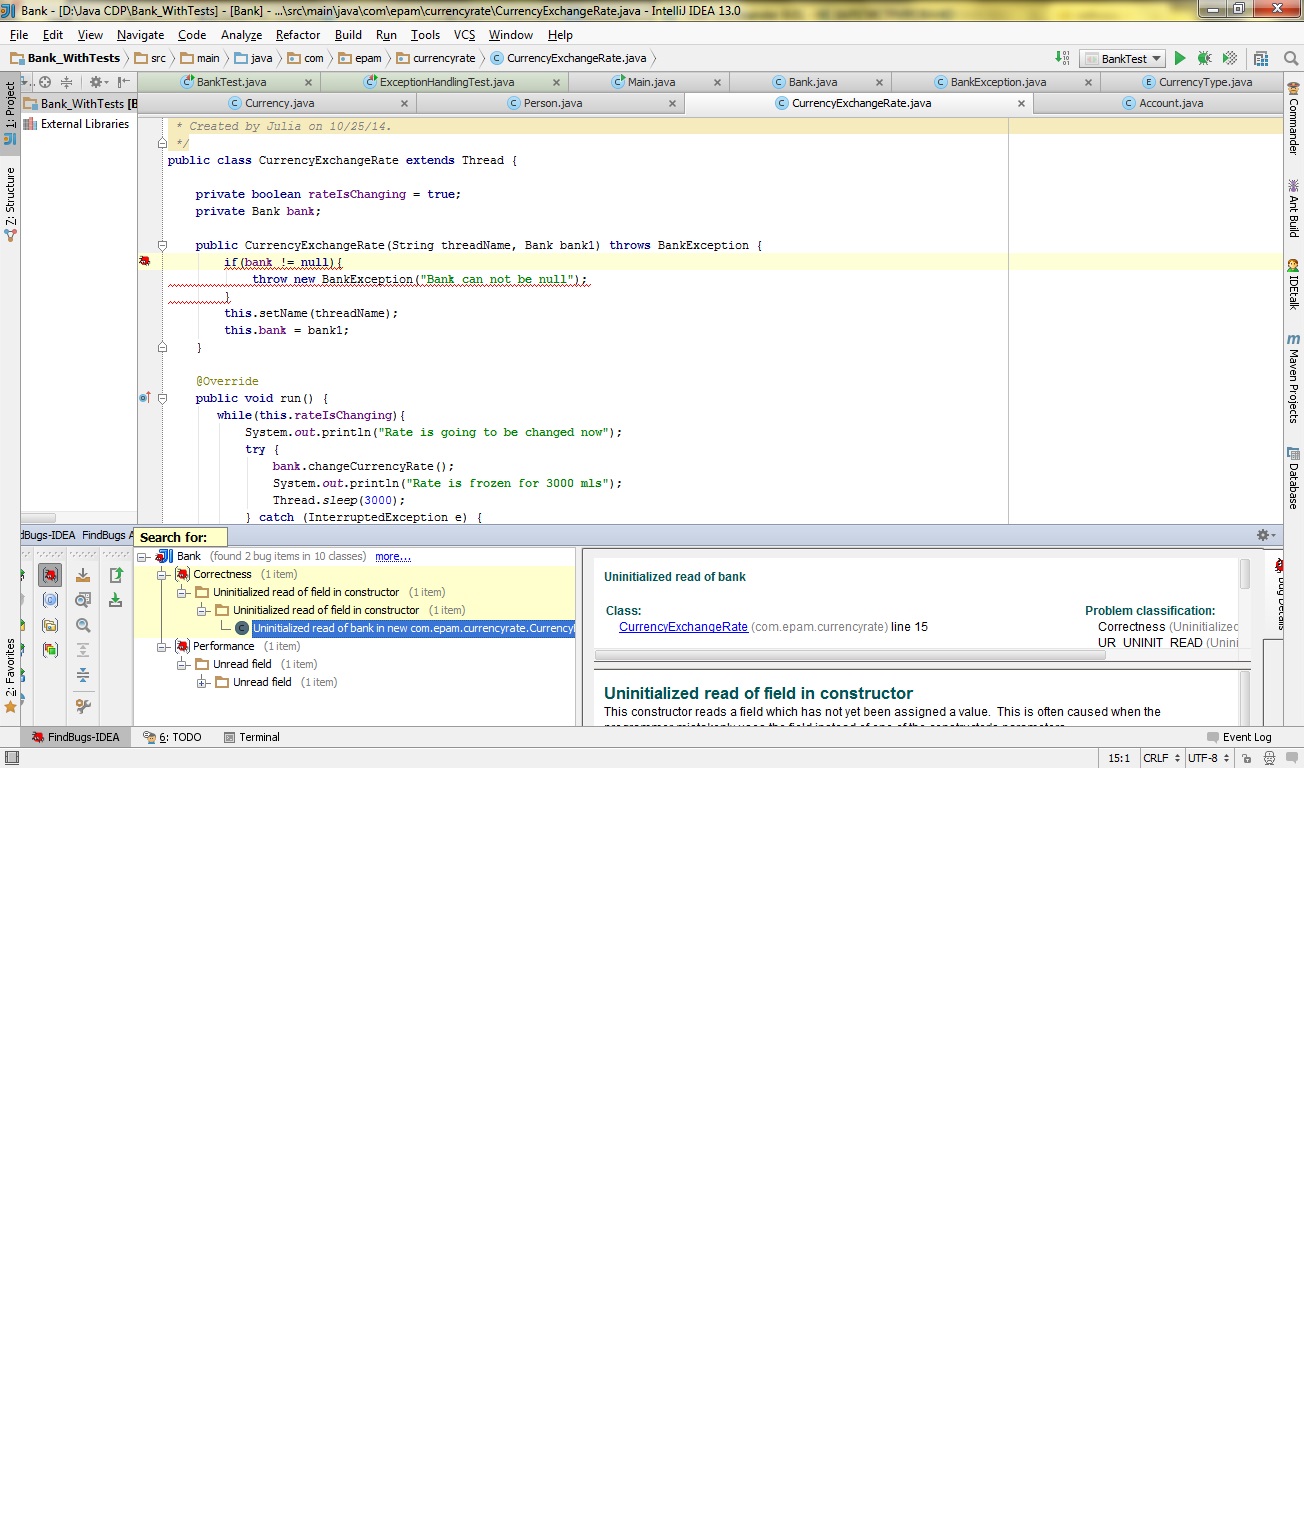 Bank - [D:\Java CDP\Bank_WithTests] - [Bank] - ...\src\main\java\com\epam\currencyrate\CurrencyExchangeRate.java - IntelliJ IDEA 13.0
File Edit View Navigate Code Analyze Refactor Build Run Tools VCS Window Help
Bank_WithTests src main java com epam currencyrate CurrencyExchangeRate.java BankTest
BankTest.java ExceptionHandlingTest.java Main.java Bank.java BankException.java CurrencyType.java
Currency.java Person.java CurrencyExchangeRate.java Account.java
1: Project
Z: Structure
2: Favorites
Bank_WithTests [B
External Libraries
* Created by Julia on 10/25/14.
*/
public class CurrencyExchangeRate extends Thread {
private boolean rateIsChanging = true;
private Bank bank;
public CurrencyExchangeRate(String threadName, Bank bank1) throws BankException {
if(bank != null){
throw new BankException("Bank can not be null");
}
this.setName(threadName);
this.bank = bank1;
}
@Override
public void run() {
while(this.rateIsChanging){
System.out.println("Rate is going to be changed now");
try {
bank.changeCurrencyRate();
System.out.println("Rate is frozen for 3000 mls");
Thread.sleep(3000);
} catch (InterruptedException e) {
Commander
Ant Build
IDEtalk
Maven Projects
Database
dBugs-IDEA FindBugs A
Search for:
Bank (found 2 bug items in 10 classes) more...
Correctness (1 item)
Uninitialized read of field in constructor (1 item)
Uninitialized read of field in constructor (1 item)
Uninitialized read of bank in new com.epam.currencyrate.Currency
Performance (1 item)
Unread field (1 item)
Unread field (1 item)
Uninitialized read of bank
Class: Problem classification:
CurrencyExchangeRate (com.epam.currencyrate) line 15 Correctness (Uninitialized
UR_UNINIT_READ (Unini
Uninitialized read of field in constructor
This constructor reads a field which has not yet been assigned a value. This is often caused when the
Bug Details
FindBugs-IDEA 6: TODO Terminal Event Log
15:1 CRLF UTF-8